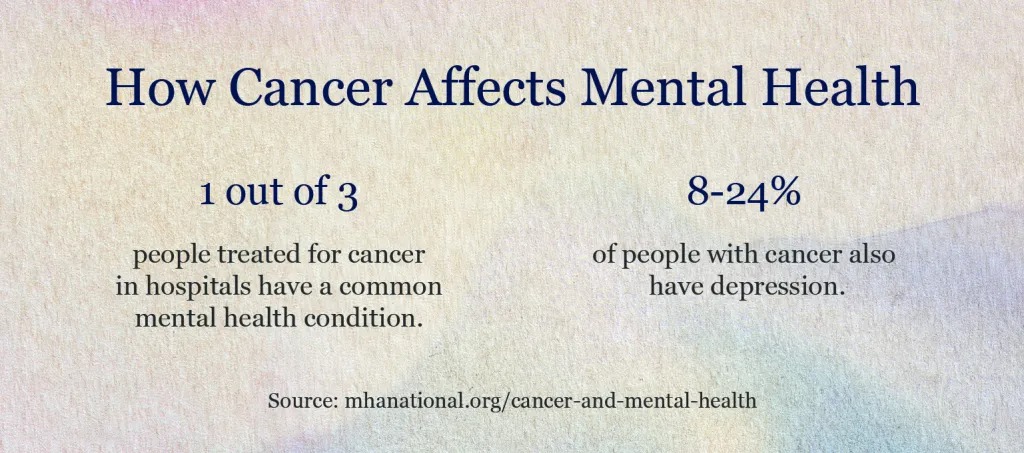 How Cancer Affects Mental Health
1 out of 3
people treated for cancer
in hospitals have a common
mental health condition.
8-24%
of people with cancer also
have depression.
Source: mhanational.org/cancer-and-mental-health